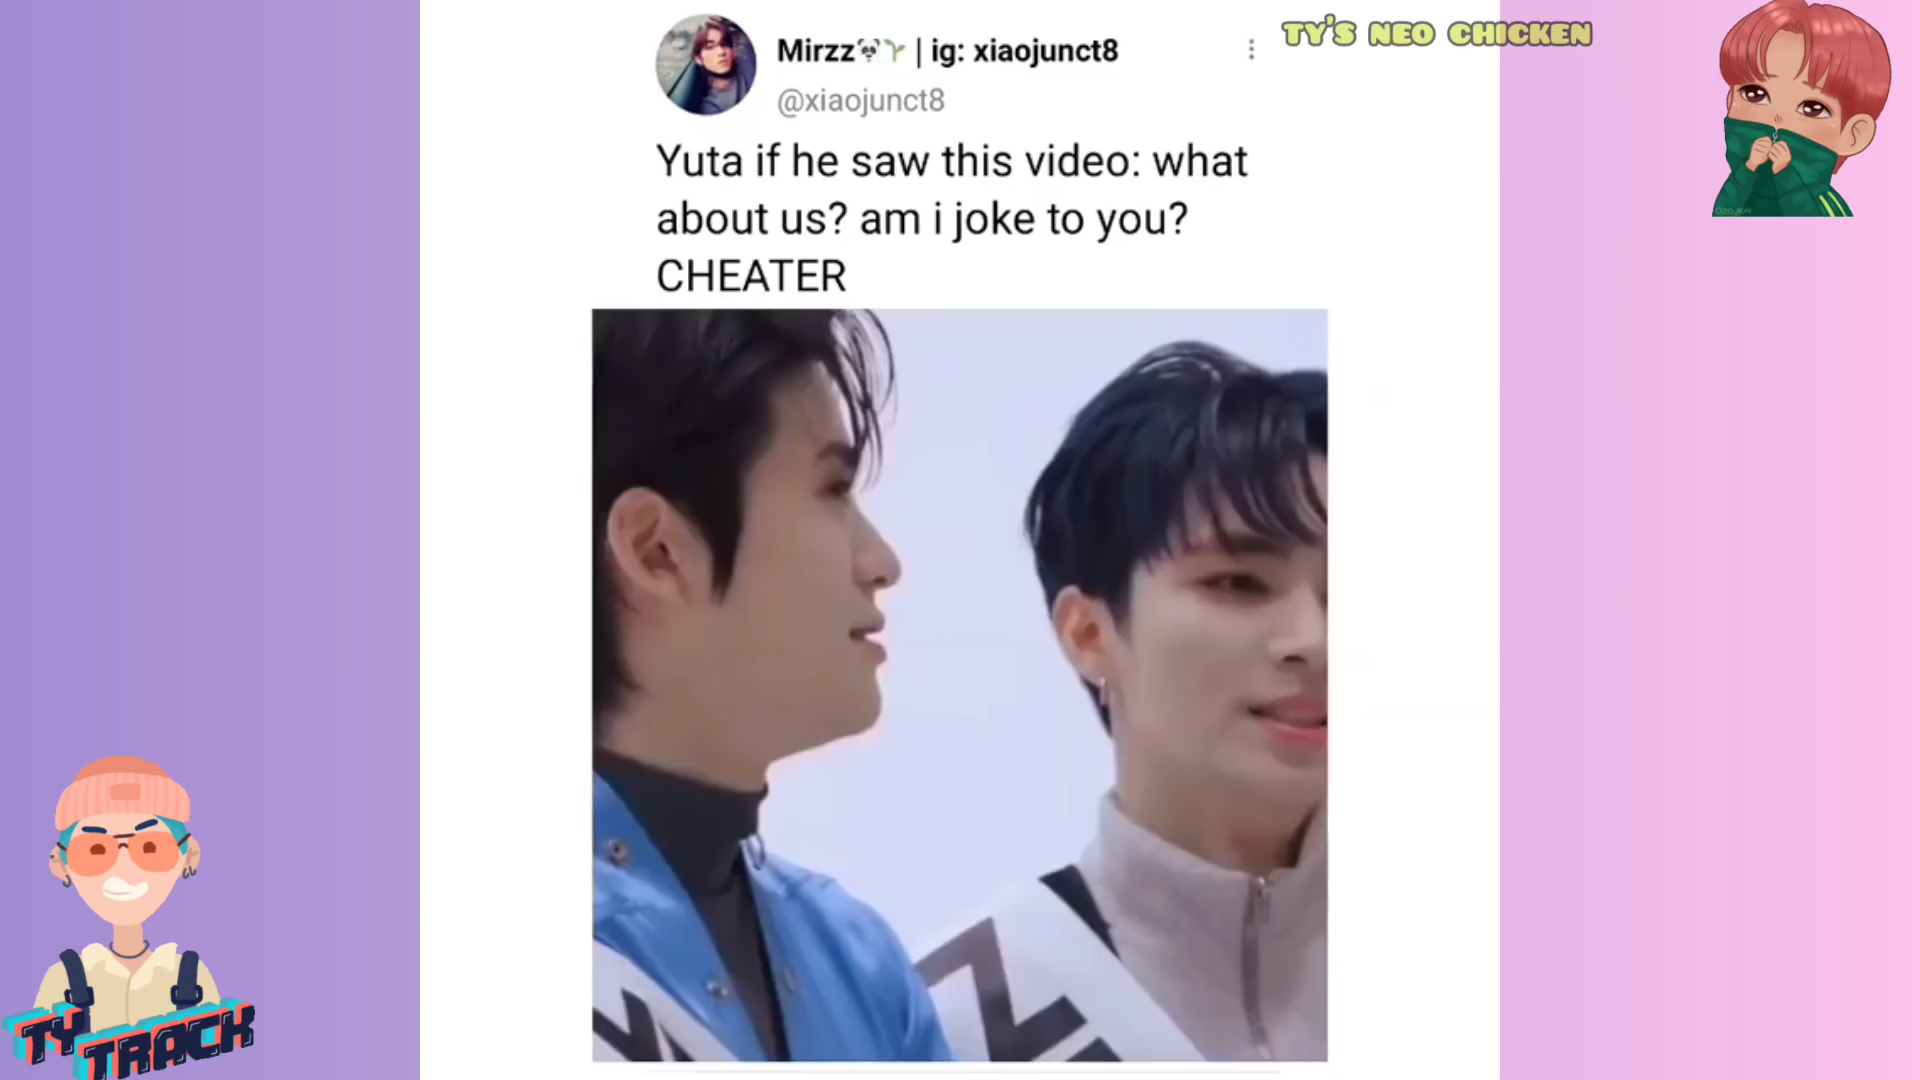 Mirzz🐼🌱 | ig: xiaojunct8
@xiaojunct8
TY'S NEO CHICKEN
Yuta if he saw this video: what
about us? am i joke to you?
CHEATER
TY
TRACK